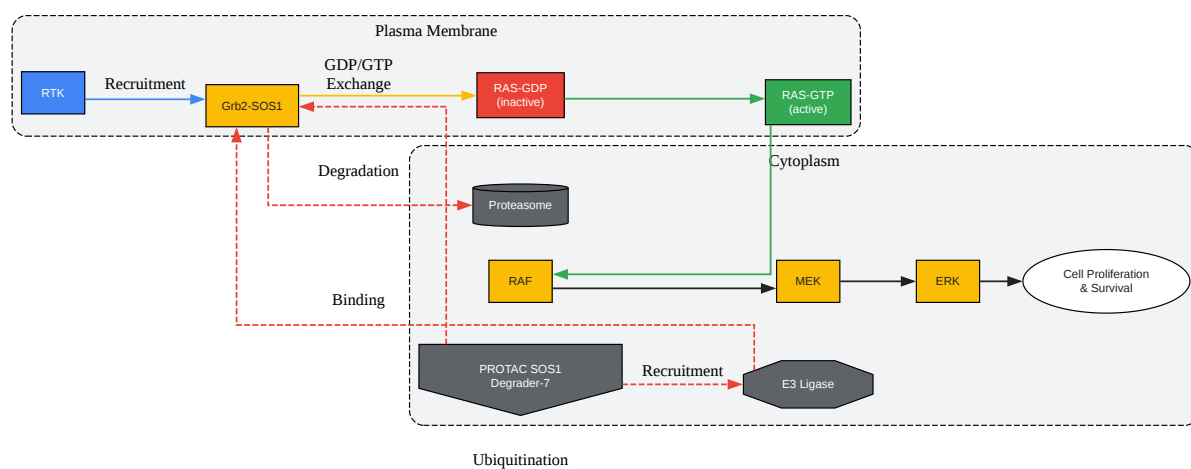 Plasma Membrane
RTK
Recruitment
Grb2-SOS1
GDP/GTP
Exchange
RAS-GDP
(inactive)
RAS-GTP
(active)
Cytoplasm
Degradation
Proteasome
RAF
MEK
ERK
Cell Proliferation
& Survival
Binding
PROTAC SOS1
Degrader-7
Recruitment
E3 Ligase
Ubiquitination